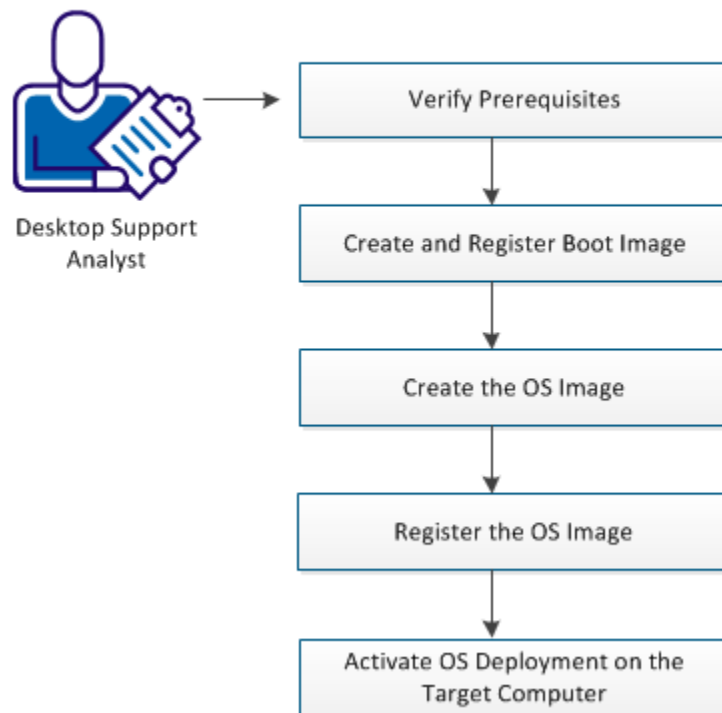 Desktop Support
Analyst
Verify Prerequisites
Create and Register Boot Image
Create the OS Image
Register the OS Image
Activate OS Deployment on the
Target Computer